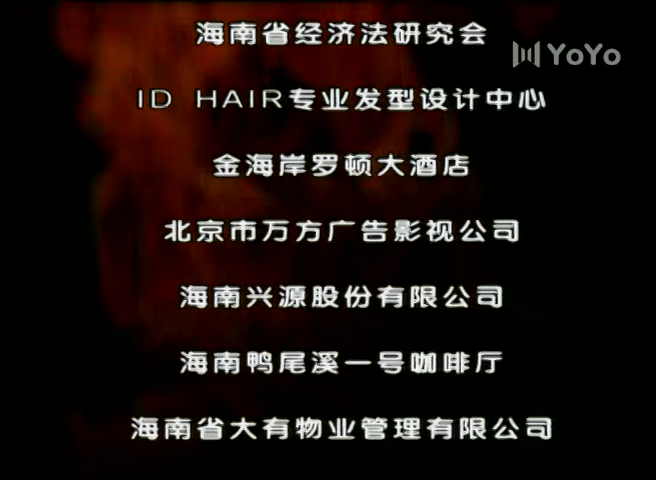 海南省经济法研究会
YoYo
ID HAIR专业发型设计中心
金海岸罗顿大酒店
北京市万方广告影视公司
海南兴源股份有限公司
海南鸭尾溪一号咖啡厅
海南省大有物业管理有限公司